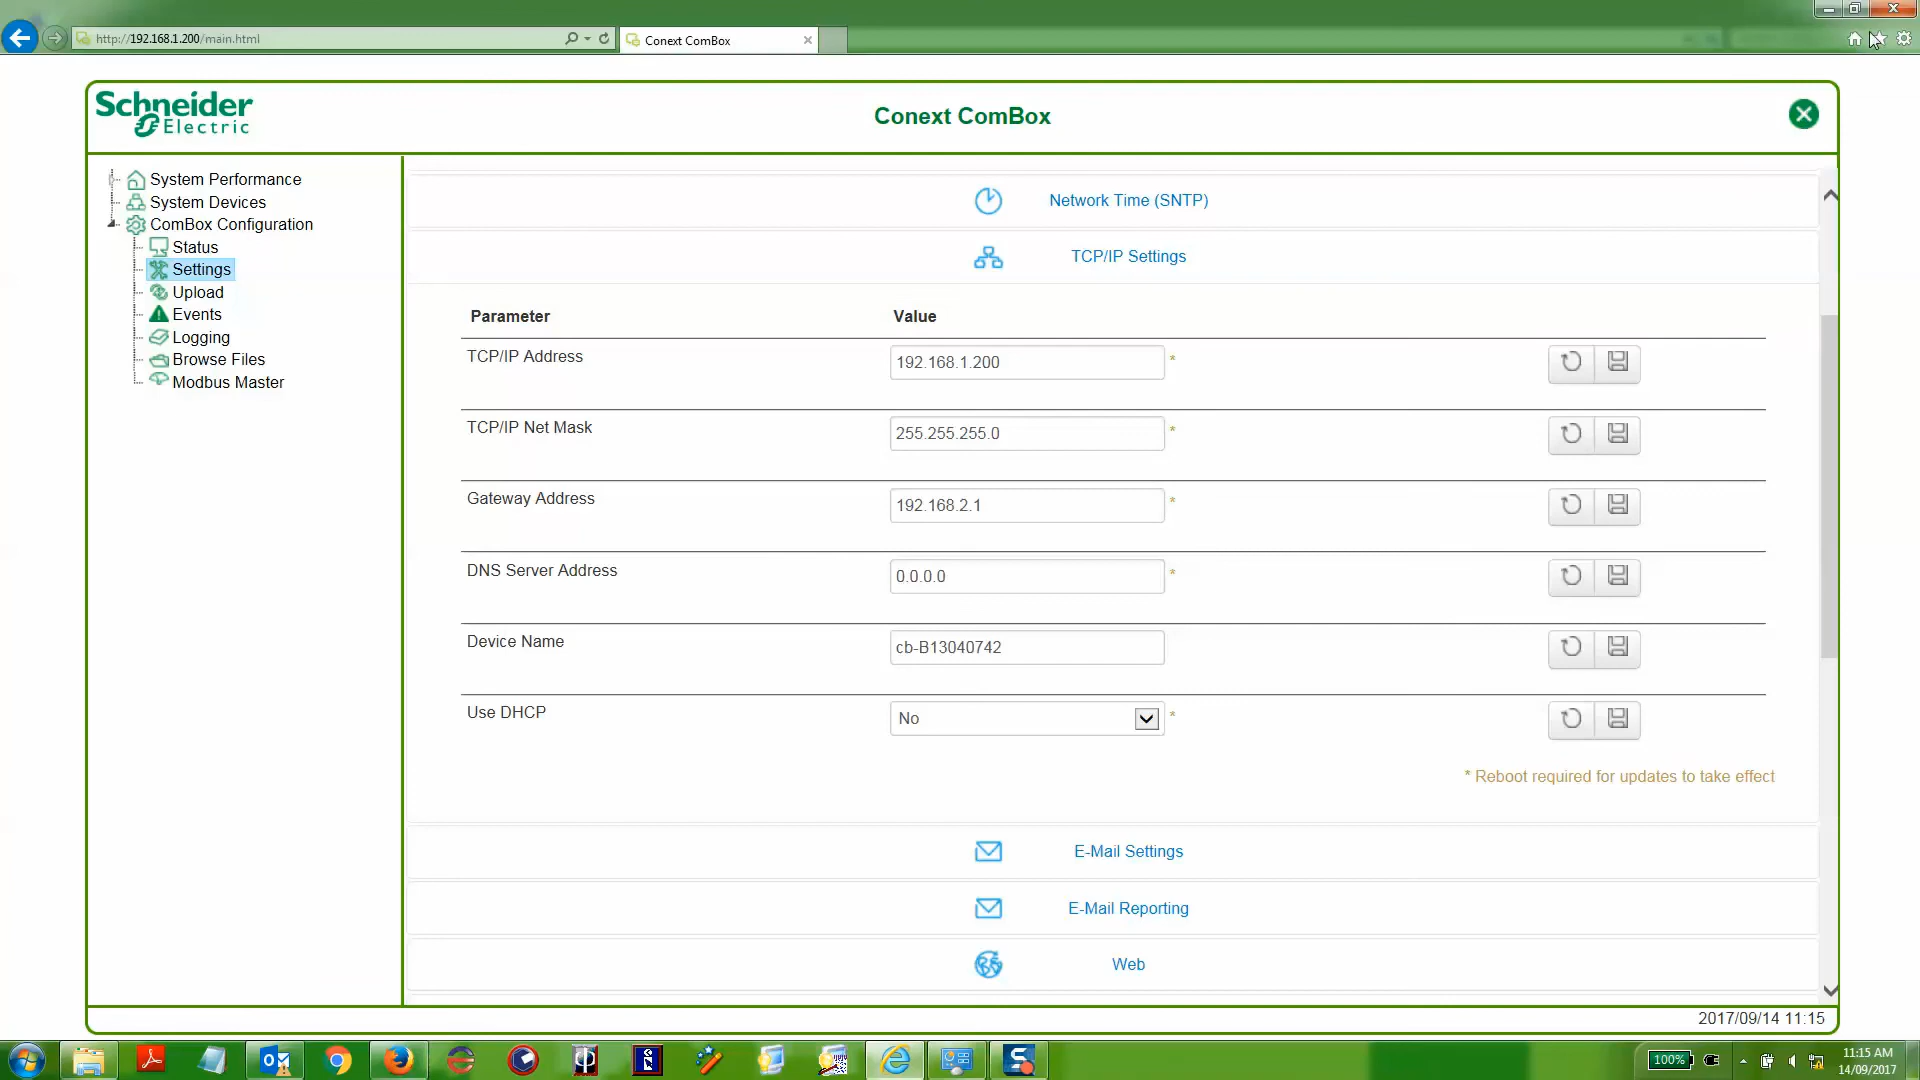 http://192.168.1.200/main.html
Conext ComBox
Schneider
Electric
Conext ComBox
System Performance
System Devices
ComBox Configuration
Status
Settings
Upload
Events
Logging
Browse Files
Modbus Master
Network Time (SNTP)
TCP/IP Settings
Parameter Value
TCP/IP Address 192.168.1.200 *
TCP/IP Net Mask 255.255.255.0 *
Gateway Address 192.168.2.1 *
DNS Server Address 0.0.0.0 *
Device Name cb-B13040742
Use DHCP No *
* Reboot required for updates to take effect
E-Mail Settings
E-Mail Reporting
Web
2017/09/14 11:15
100%
11:15 AM
14/09/2017